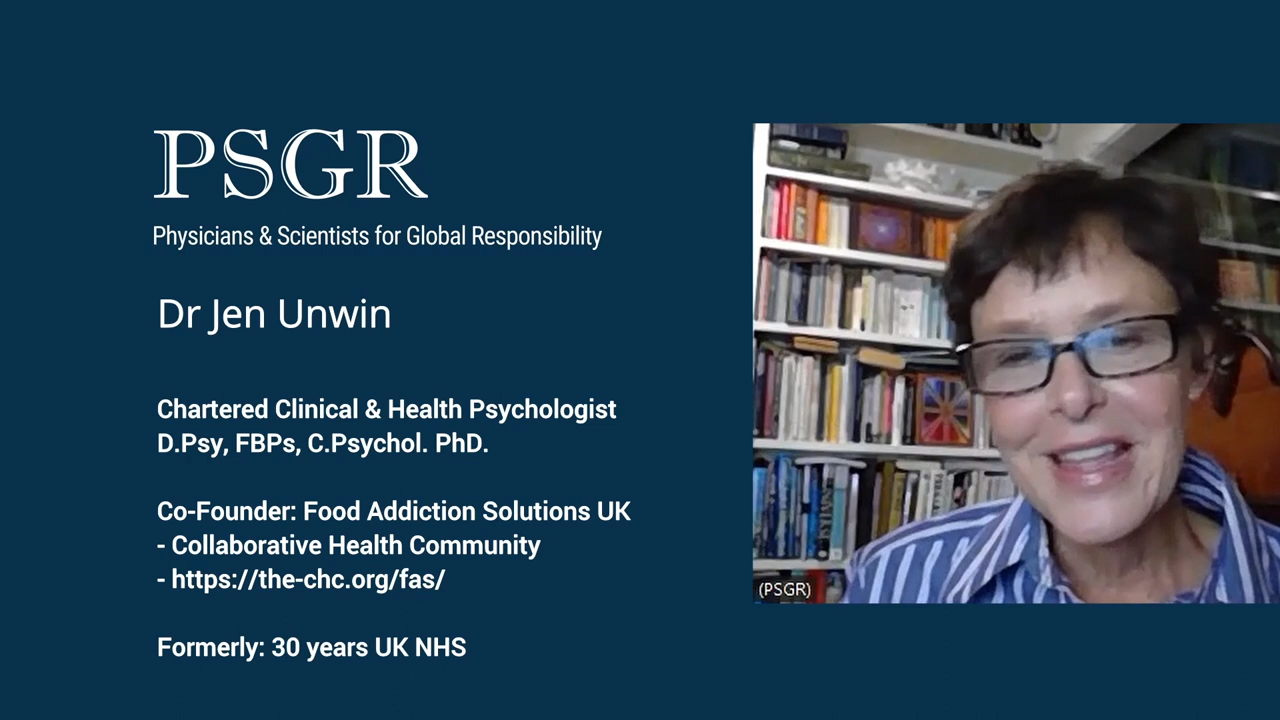 PSGR
Physicians & Scientists for Global Responsibility
Dr Jen Unwin
Chartered Clinical & Health Psychologist
D.Psy, FBPs, C.Psychol. PhD.
Co-Founder: Food Addiction Solutions UK
- Collaborative Health Community
- https://the-chc.org/fas/
Formerly: 30 years UK NHS
(PSGR)